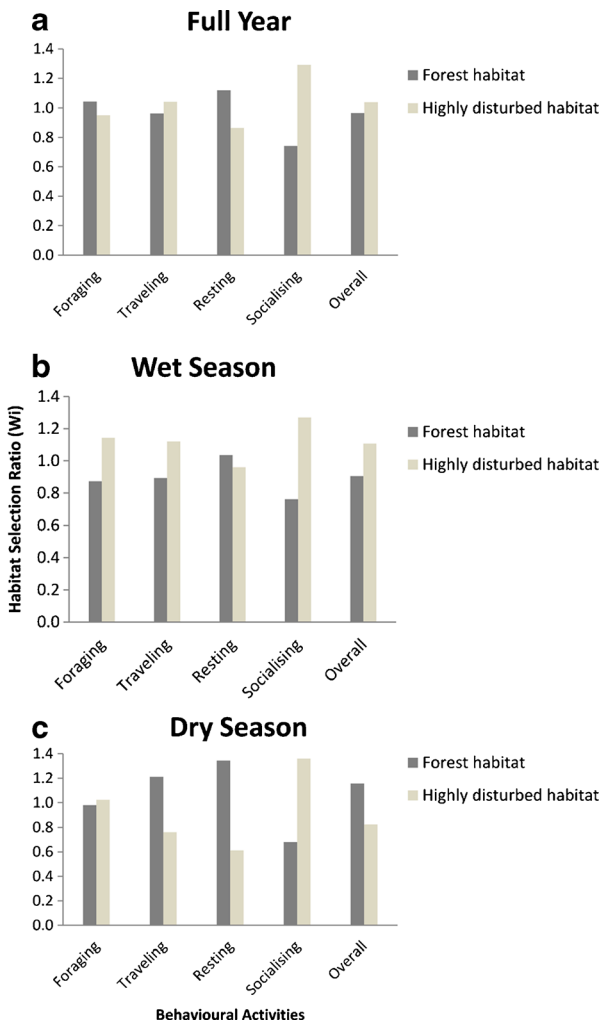 a
Full Year
1.4
1.2
1.0
0.8
0.6
0.4
0.2
0.0
Foraging
Traveling
Resting
Socialising
Overall
Forest habitat
Highly disturbed habitat
b
Wet Season
Habitat Selection Ratio (Wi)
1.4
1.2
1.0
0.8
0.6
0.4
0.2
0.0
Foraging
Traveling
Resting
Socialising
Overall
Forest habitat
Highly disturbed habitat
c
Dry Season
1.4
1.2
1.0
0.8
0.6
0.4
0.2
0.0
Foraging
Traveling
Resting
Socialising
Overall
Forest habitat
Highly disturbed habitat
Behavioural Activities